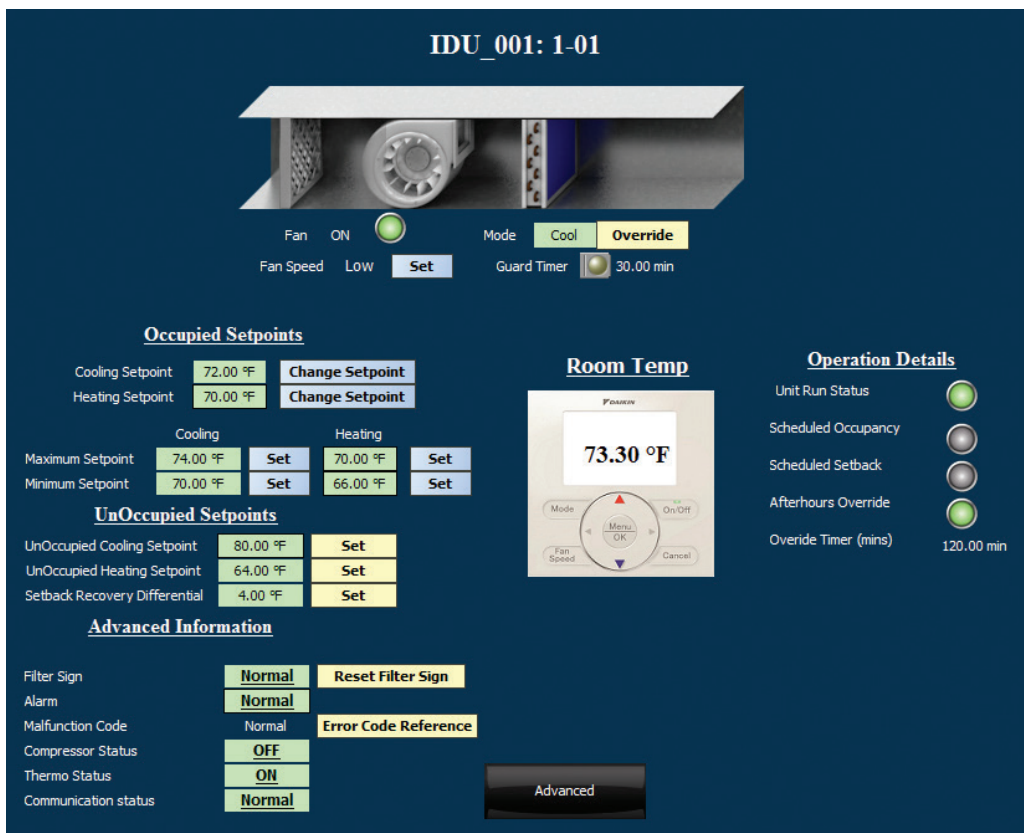 IDU_001: 1-01
Fan ON
Mode Cool Override
Fan Speed Low Set
Guard Timer 30.00 min
Occupied Setpoints
Cooling Setpoint 72.00 °F Change Setpoint
Heating Setpoint 70.00 °F Change Setpoint
Cooling Heating
Maximum Setpoint 74.00 °F Set 70.00 °F Set
Minimum Setpoint 70.00 °F Set 66.00 °F Set
UnOccupied Setpoints
UnOccupied Cooling Setpoint 80.00 °F Set
UnOccupied Heating Setpoint 64.00 °F Set
Setback Recovery Differential 4.00 °F Set
Advanced Information
Filter Sign Normal Reset Filter Sign
Alarm Normal
Malfunction Code Normal Error Code Reference
Compressor Status OFF
Thermo Status ON
Communication status Normal
Room Temp
DAIKIN
73.30 °F
Mode On/Off
Menu
OK
Fan
Speed
Cancel
Advanced
Operation Details
Unit Run Status
Scheduled Occupancy
Scheduled Setback
Afterhours Override
Overide Timer (mins) 120.00 min